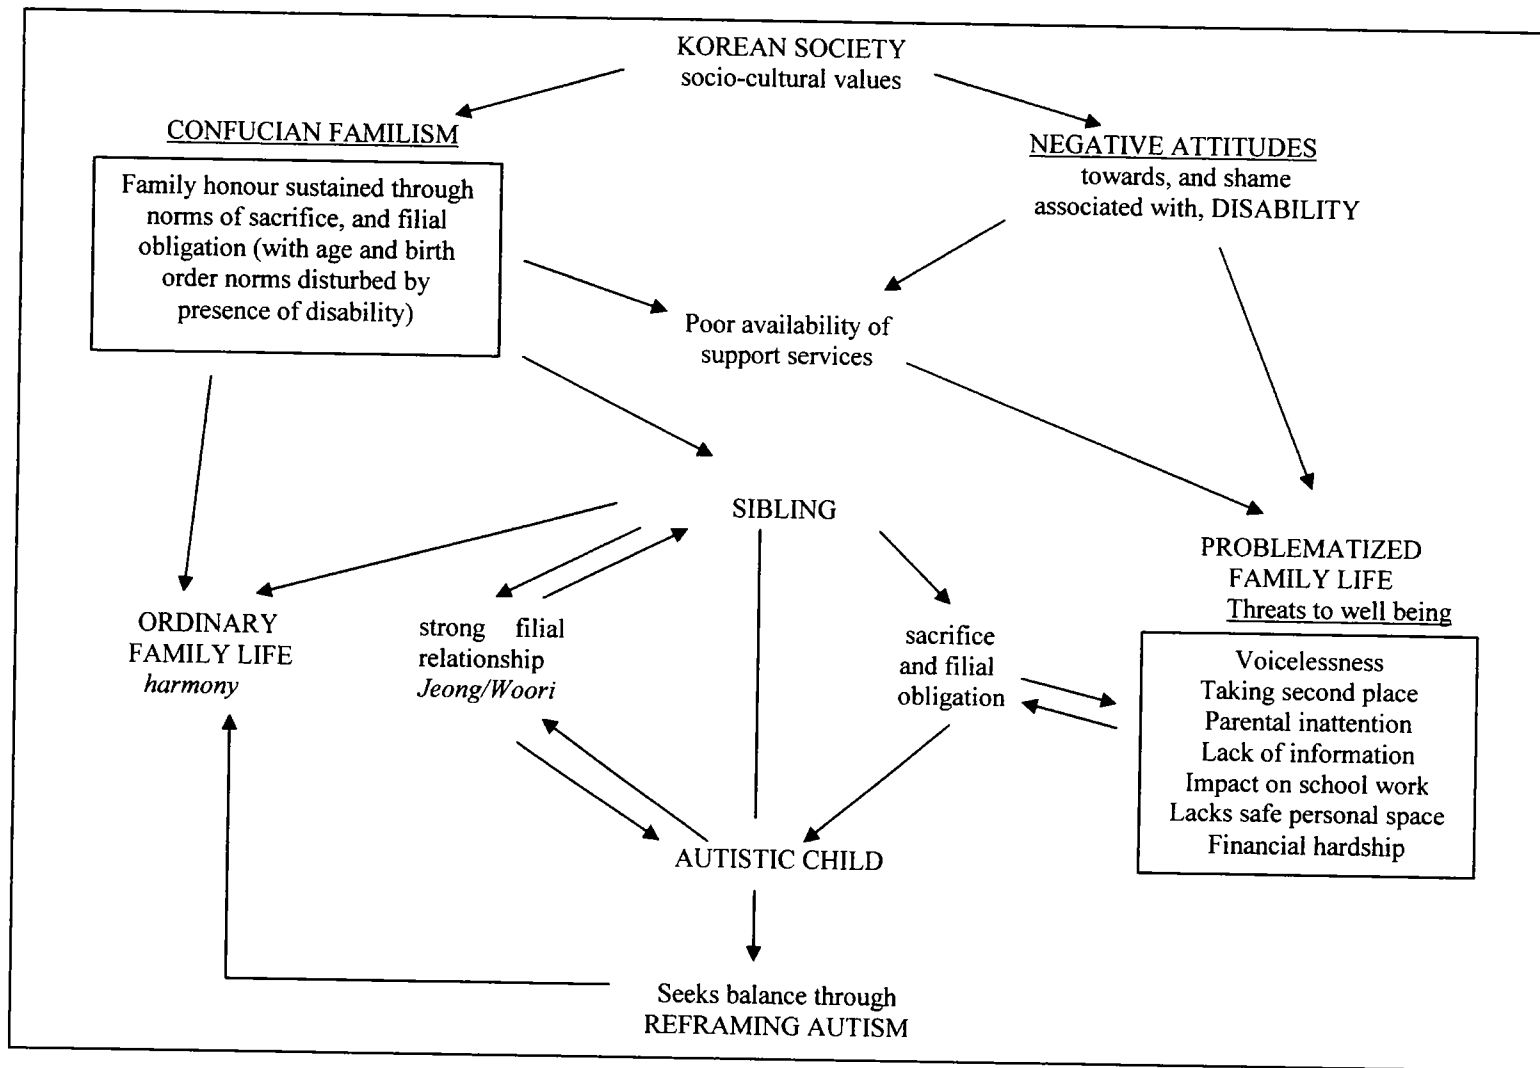 KOREAN SOCIETY
socio-cultural values
CONFUCIAN FAMILISM
Family honour sustained through
norms of sacrifice, and filial
obligation (with age and birth
order norms disturbed by
presence of disability)
NEGATIVE ATTITUDES
towards, and shame
associated with, DISABILITY
Poor availability of
support services
SIBLING
ORDINARY
FAMILY LIFE
harmony
strong filial
relationship
Jeong/Woori
sacrifice
and filial
obligation
PROBLEMATIZED
FAMILY LIFE
Threats to well being
Voicelessness
Taking second place
Parental inattention
Lack of information
Impact on school work
Lacks safe personal space
Financial hardship
AUTISTIC CHILD
Seeks balance through
REFRAMING AUTISM